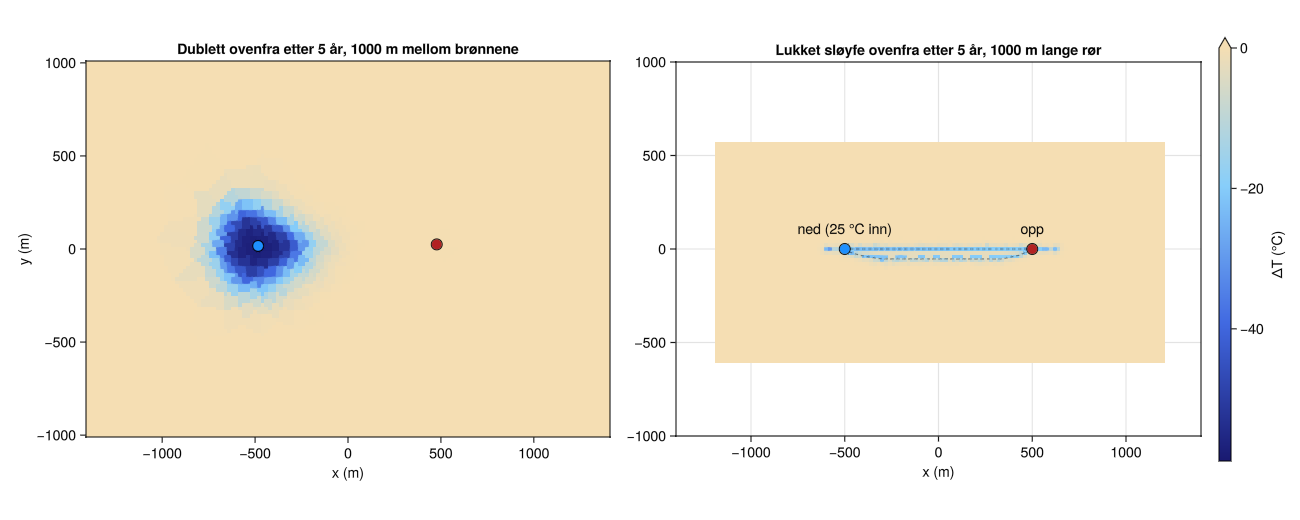 Dublett ovenfra etter 5 år, 1000 m mellom brønnene
1000
500
0
−500
−1000
y (m)
−1000
−500
0
500
1000
x (m)
Lukket sløyfe ovenfra etter 5 år, 1000 m lange rør
1000
500
0
−500
−1000
ned (25 °C inn)
opp
−1000
−500
0
500
1000
x (m)
0
−20
−40
ΔT (°C)